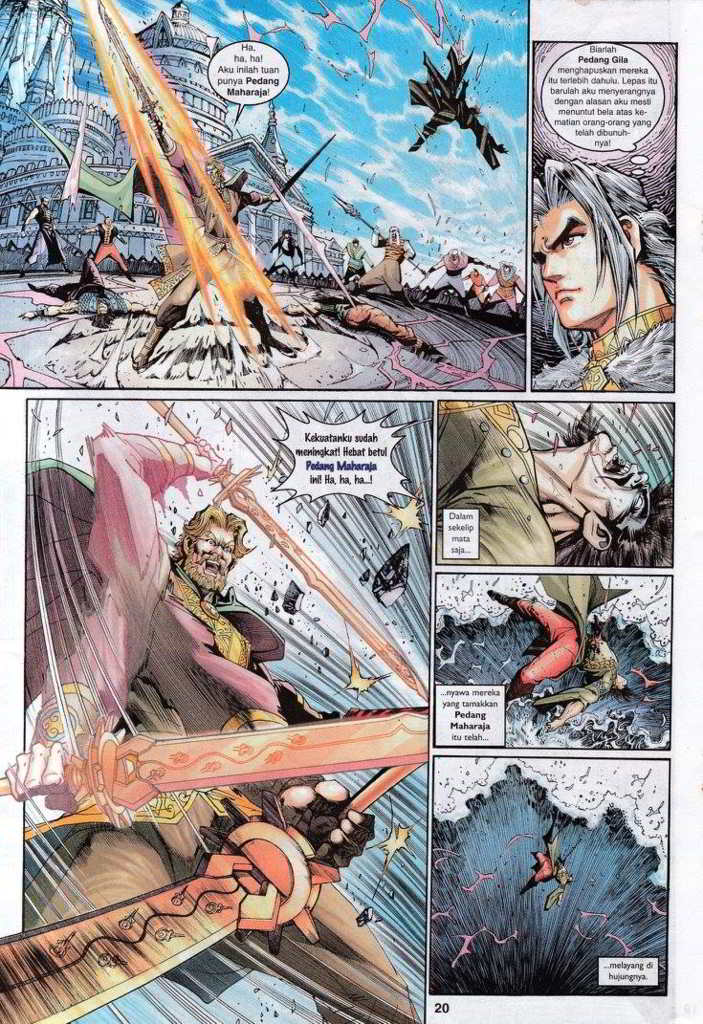 Ha,
ha, ha!
Aku inilah tuan
punya Pedang
Maharaja!
Biarlah
Pedang Gila
menghapuskan mereka
itu terlebih dahulu. Lepas itu
barulah aku menyerangnya
dengan alasan aku mesti
menuntut bela atas ke-
matian orang-orang yang
telah dibunuh-
nya!
Kekuatanku sudah
meningkat! Hebat betul
Pedang Maharaja
ini! Ha, ha, ha...!
Dalam
sekelip
mata
saja...
...nyawa mereka
yang tamakkan
Pedang
Maharaja
itu telah...
...melayang di
hujungnya.
20